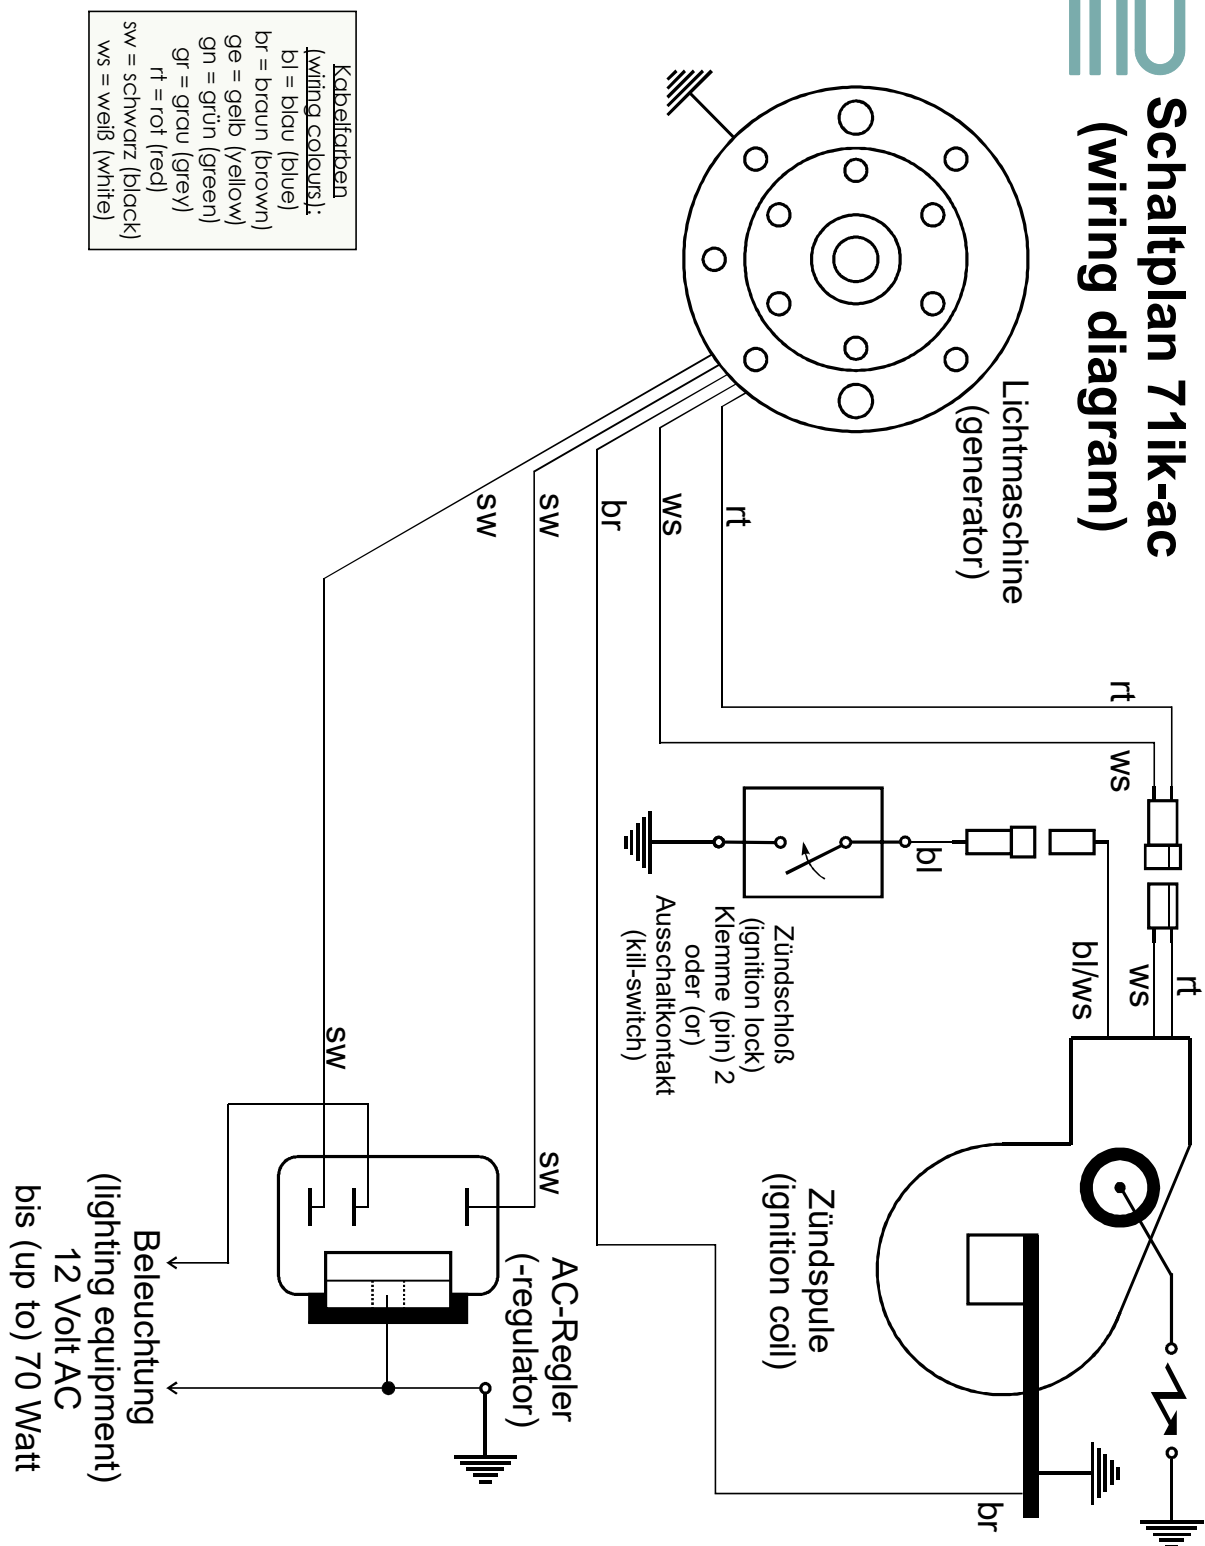 Schaltplan 71ik-ac
(wiring diagram)
Lichtmaschine
(generator)
rt
ws
br
sw
sw
rt
ws
rt
ws
bl/ws
bl
Zündschloß
(ignition lock)
Klemme (pin) 2
oder (or)
Ausschaltkontakt
(kill-switch)
Zündspule
(ignition coil)
br
sw
sw
AC-Regler
(-regulator)
Beleuchtung
(lighting equipment)
12 Volt AC
bis (up to) 70 Watt
Kabelfarben
(wiring colours):
bl = blau (blue)
br = braun (brown)
ge = gelb (yellow)
gn = grün (green)
gr = grau (grey)
rt = rot (red)
sw = schwarz (black)
ws = weiß (white)